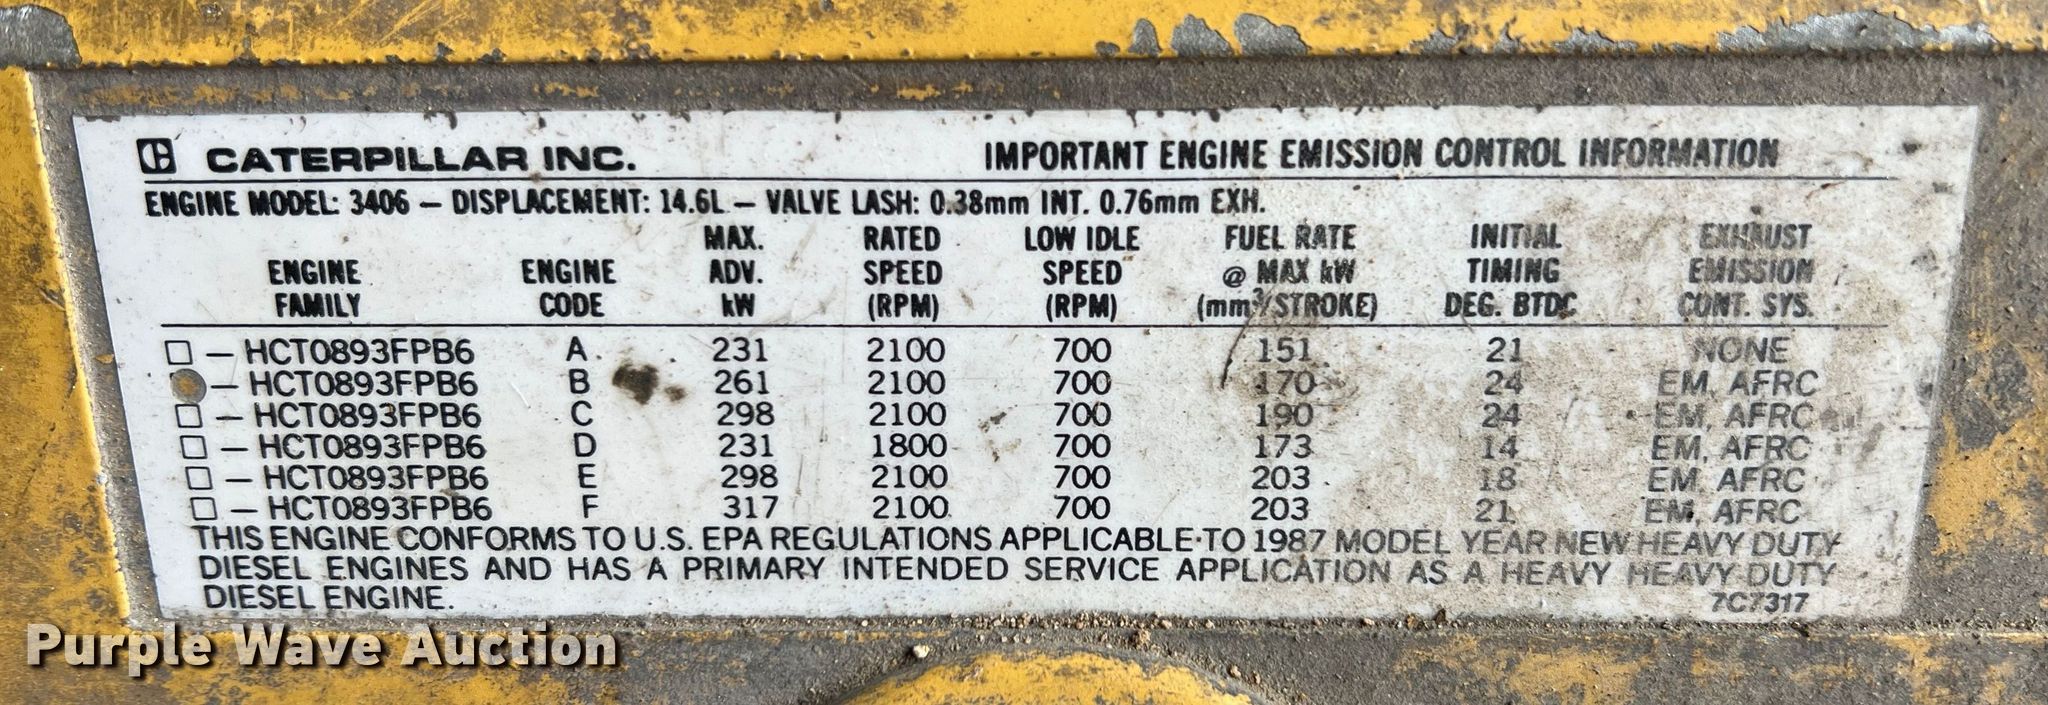 CATERPILLAR INC. IMPORTANT ENGINE EMISSION CONTROL INFORMATION
ENGINE MODEL: 3406 – DISPLACEMENT: 14.6L – VALVE LASH: 0.38mm INT. 0.76mm EXH.
MAX. RATED LOW IDLE FUEL RATE INITIAL EXHAUST
ENGINE ENGINE ADV. SPEED SPEED @ MAX kW TIMING EMISSION
FAMILY CODE kW (RPM) (RPM) (mm³/STROKE) DEG. BTDC CONT. SYS.
□ – HCT0893FPB6 A 231 2100 700 151 21 NONE
– HCT0893FPB6 B 261 2100 700 170 24 EM, AFRC
□ – HCT0893FPB6 C 298 2100 700 190 24 EM, AFRC
□ – HCT0893FPB6 D 231 1800 700 173 14 EM, AFRC
□ – HCT0893FPB6 E 298 2100 700 203 18 EM, AFRC
□ – HCT0893FPB6 F 317 2100 700 203 21 EM, AFRC
THIS ENGINE CONFORMS TO U.S. EPA REGULATIONS APPLICABLE TO 1987 MODEL YEAR NEW HEAVY DUTY
DIESEL ENGINES AND HAS A PRIMARY INTENDED SERVICE APPLICATION AS A HEAVY HEAVY DUTY
DIESEL ENGINE. 7C7317
Purple Wave Auction